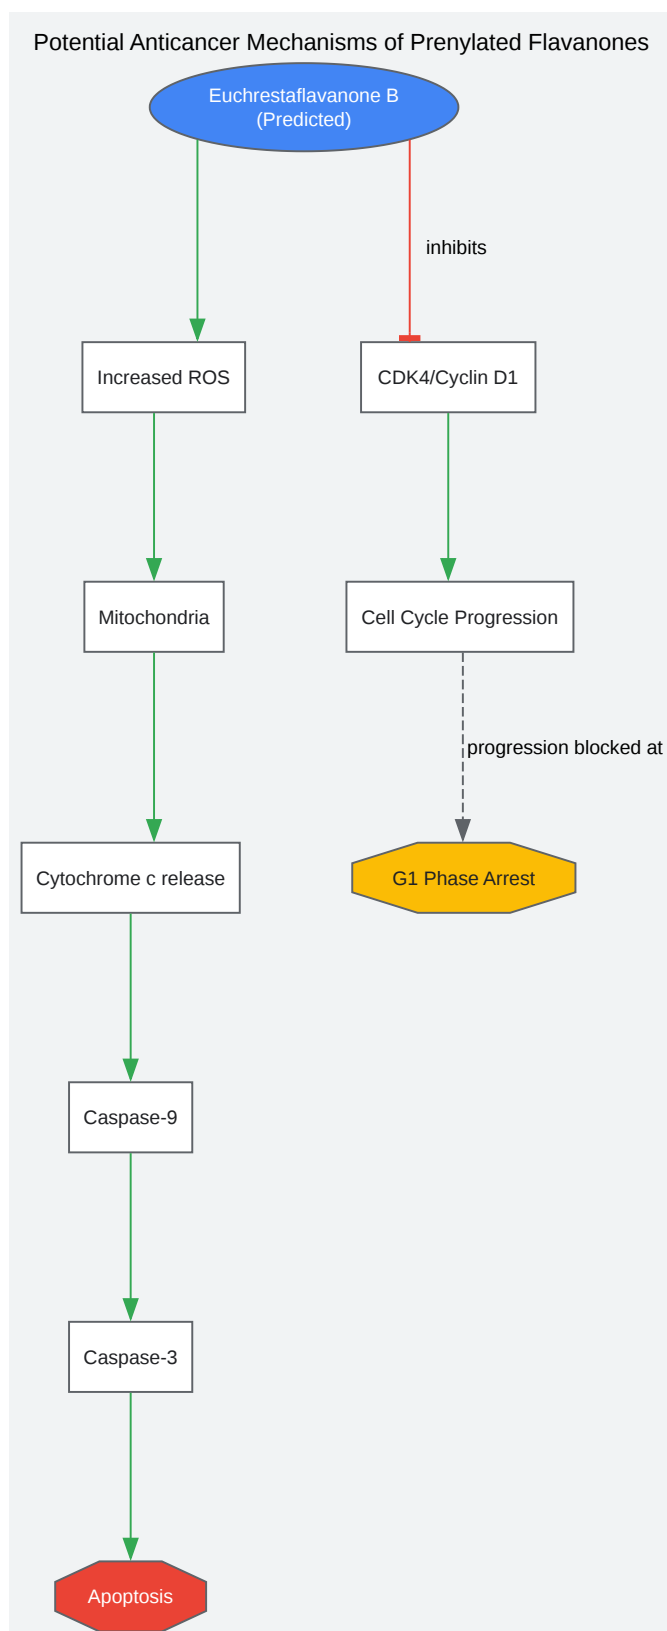 Potential Anticancer Mechanisms of Prenylated Flavanones
Euchrestaflavanone B
(Predicted)
inhibits
Increased ROS
CDK4/Cyclin D1
Mitochondria
Cell Cycle Progression
progression blocked at
Cytochrome c release
G1 Phase Arrest
Caspase-9
Caspase-3
Apoptosis